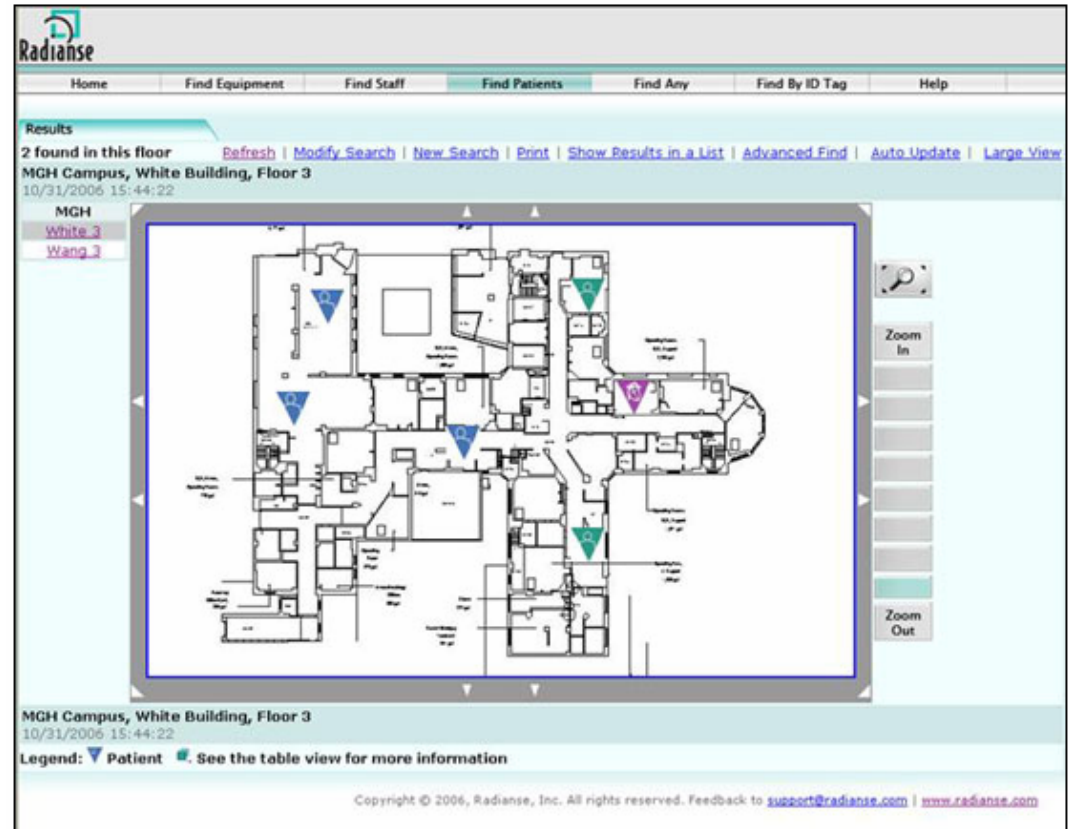 Radianse
Home Find Equipment Find Staff Find Patients Find Any Find By ID Tag Help
Results
2 found in this floor Refresh | Modify Search | New Search | Print | Show Results in a List | Advanced Find | Auto Update | Large View
MGH Campus, White Building, Floor 3
10/31/2006 15:44:22
MGH
White 3
Wang 3
Zoom
In
Zoom
Out
MGH Campus, White Building, Floor 3
10/31/2006 15:44:22
Legend: Patient . See the table view for more information
Copyright © 2006, Radianse, Inc. All rights reserved. Feedback to support@radianse.com | www.radianse.com